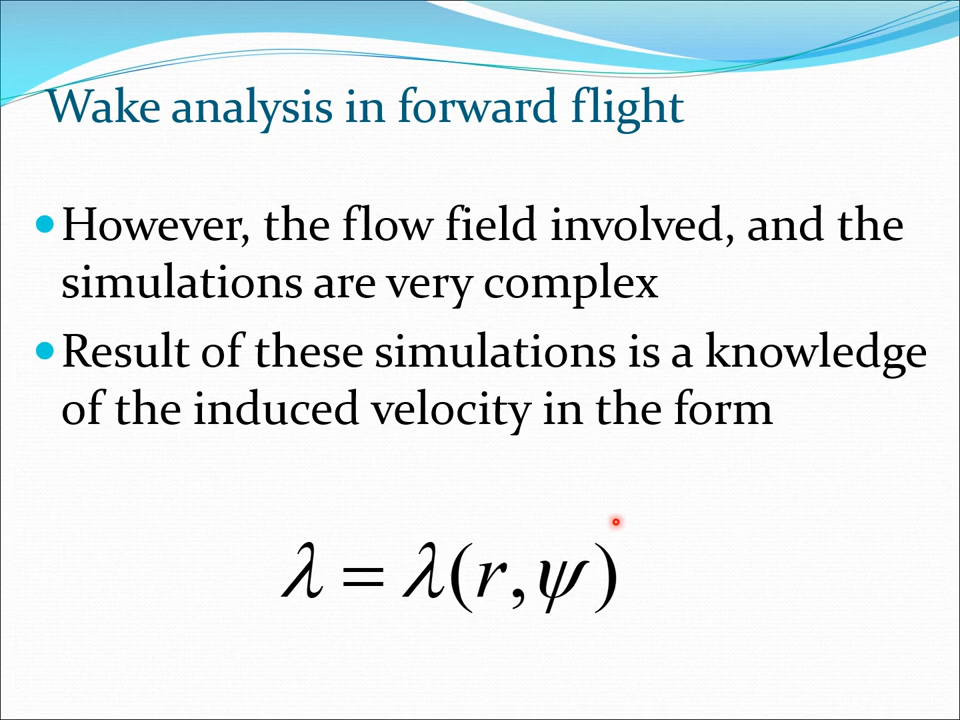 Wake analysis in forward flight
However, the flow field involved, and the
simulations are very complex
Result of these simulations is a knowledge
of the induced velocity in the form
λ = λ(r,ψ)